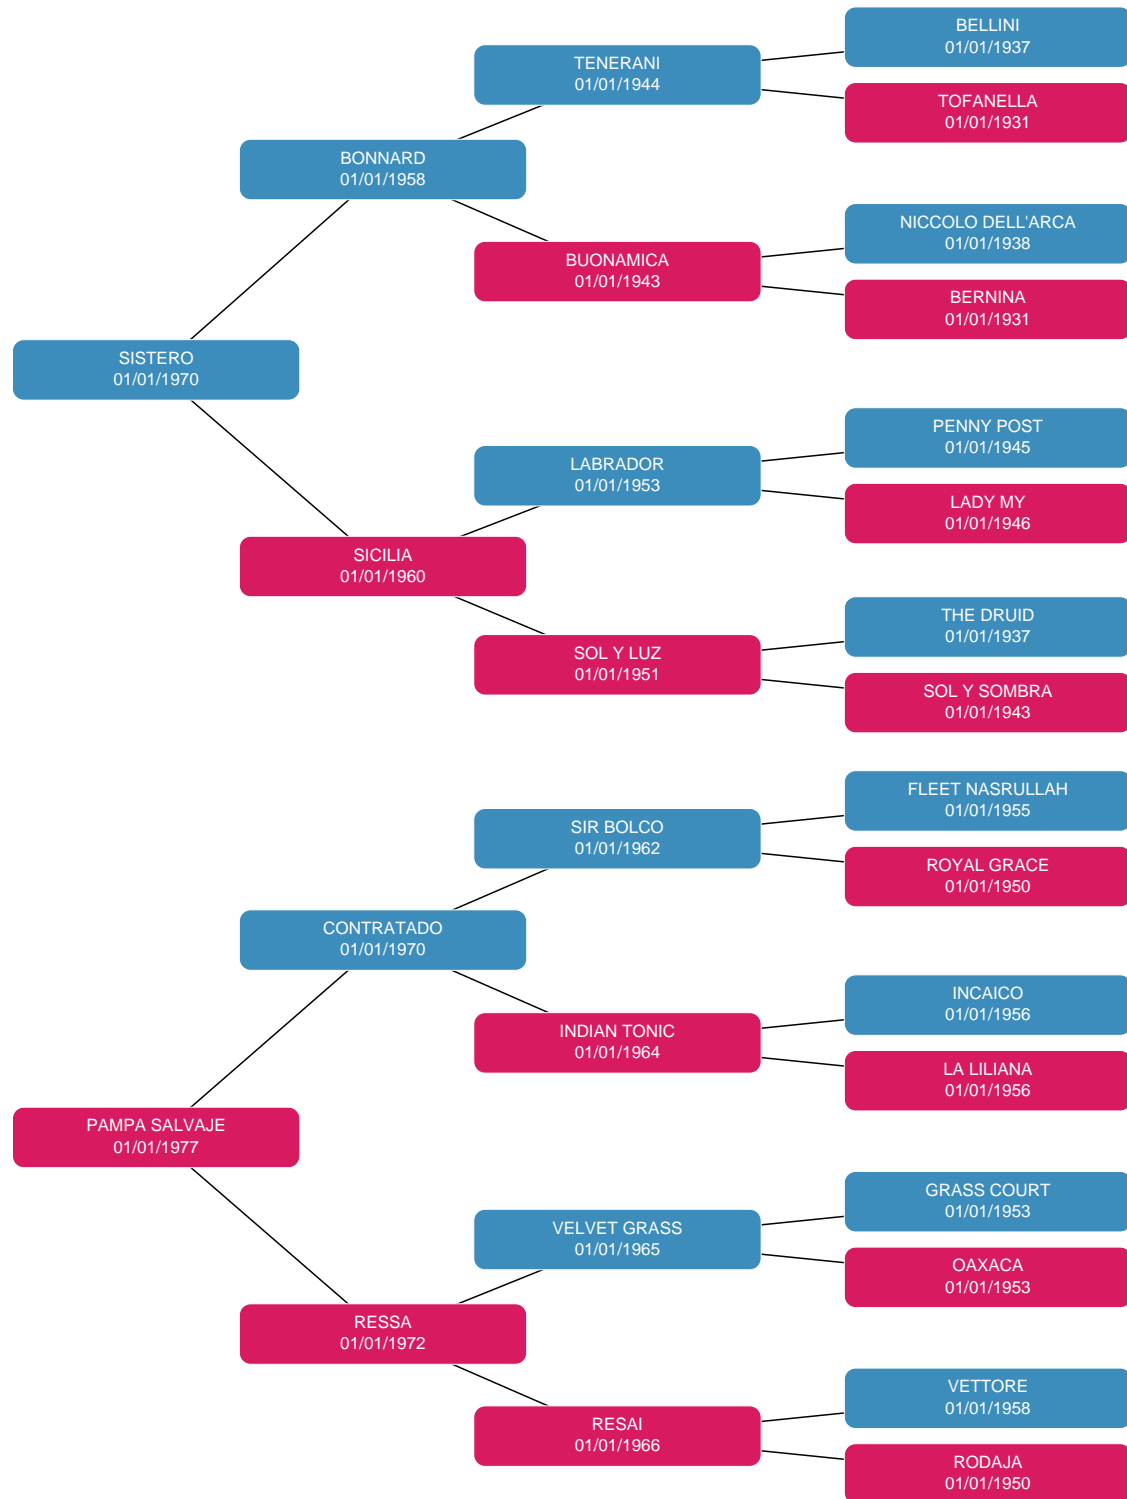 BELLINI
01/01/1937
TENERANI
01/01/1944
TOFANELLA
01/01/1931
BONNARD
01/01/1958
NICCOLO DELL'ARCA
01/01/1938
BUONAMICA
01/01/1943
BERNINA
01/01/1931
SISTERO
01/01/1970
PENNY POST
01/01/1945
LABRADOR
01/01/1953
LADY MY
01/01/1946
SICILIA
01/01/1960
THE DRUID
01/01/1937
SOL Y LUZ
01/01/1951
SOL Y SOMBRA
01/01/1943
FLEET NASRULLAH
01/01/1955
SIR BOLCO
01/01/1962
ROYAL GRACE
01/01/1950
CONTRATADO
01/01/1970
INCAICO
01/01/1956
INDIAN TONIC
01/01/1964
LA LILIANA
01/01/1956
PAMPA SALVAJE
01/01/1977
GRASS COURT
01/01/1953
VELVET GRASS
01/01/1965
OAXACA
01/01/1953
RESSA
01/01/1972
VETTORE
01/01/1958
RESAI
01/01/1966
RODAJA
01/01/1950